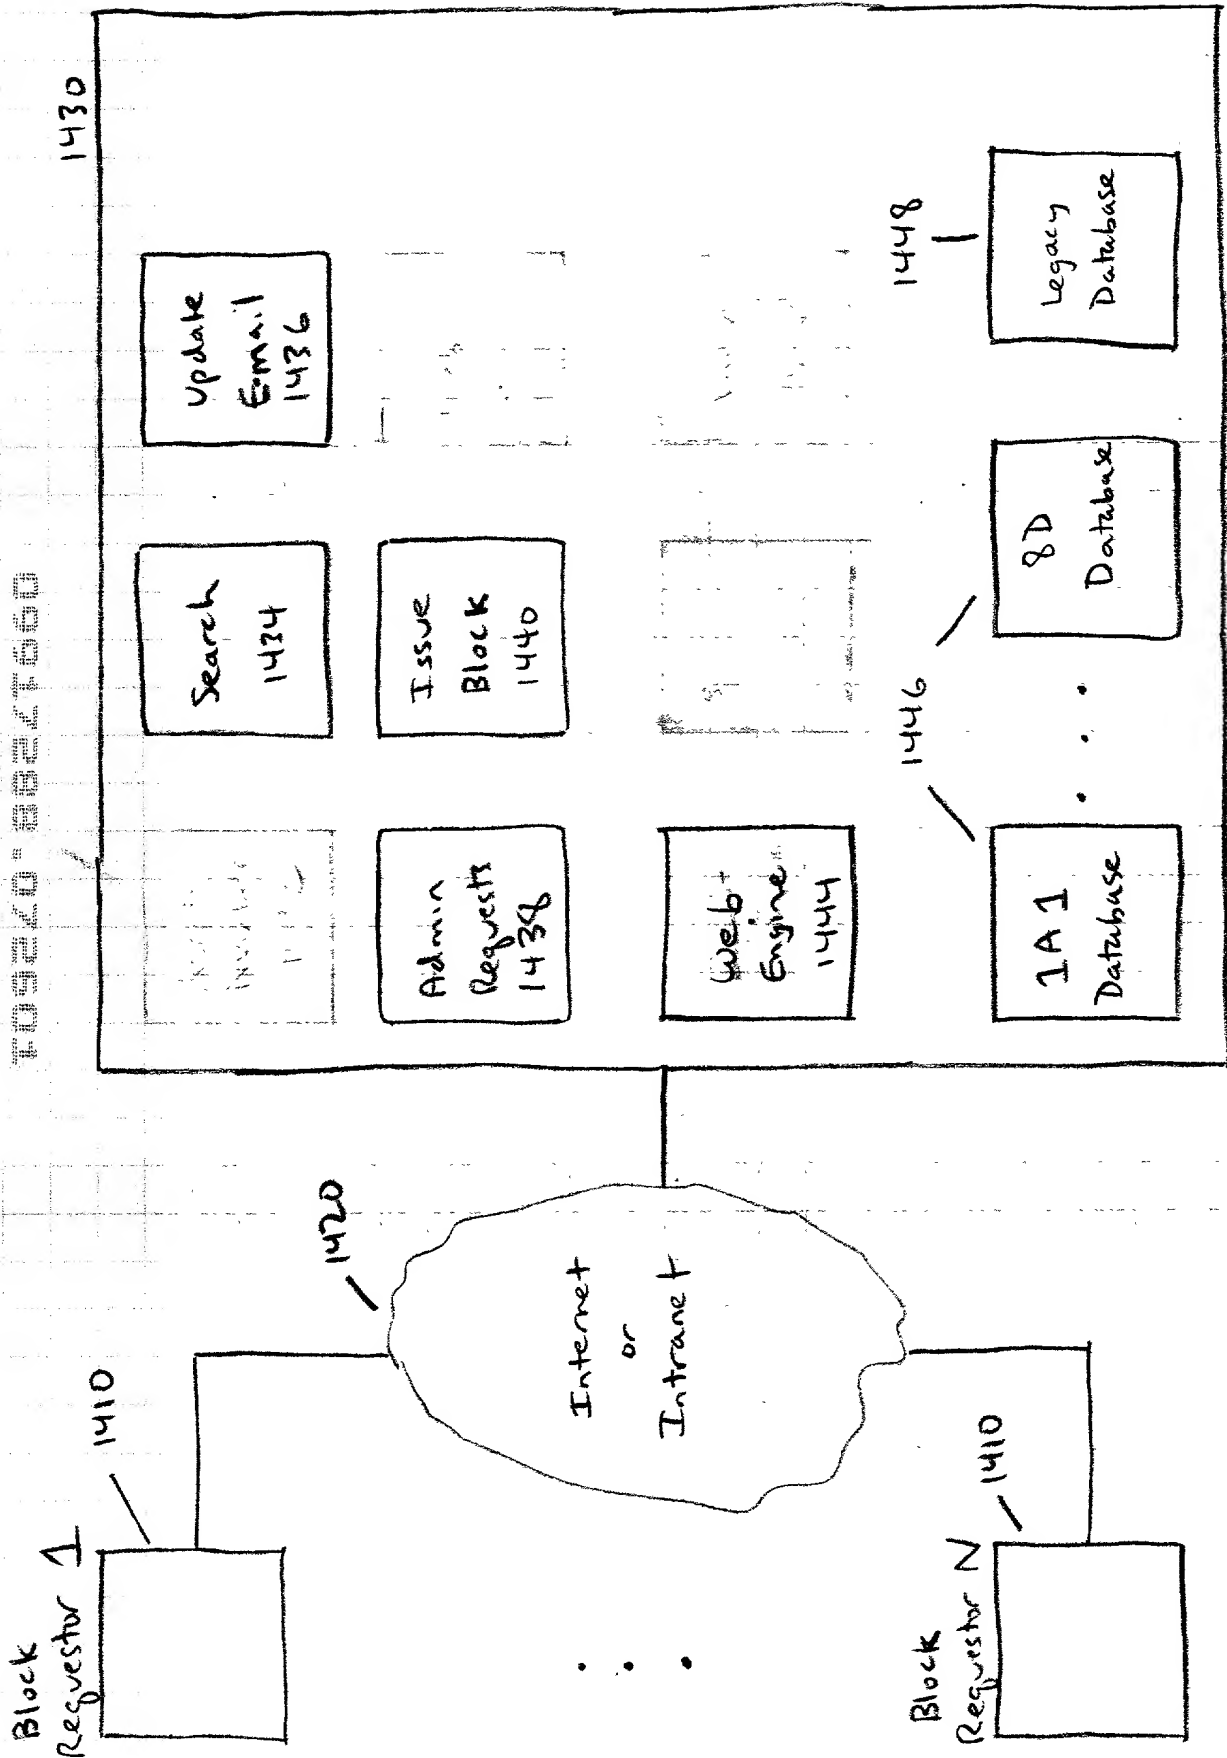 Block
Requestor 1
1410
1420
Internet
or
Intranet
Block
Requestor N
1410
1430
Search
1434
Update
Email
1436
Admin
Requests
1438
Issue
Block
1440
Web
Engine
1444
1446
1A1
Database
8D
Database
1448
Legacy
Database